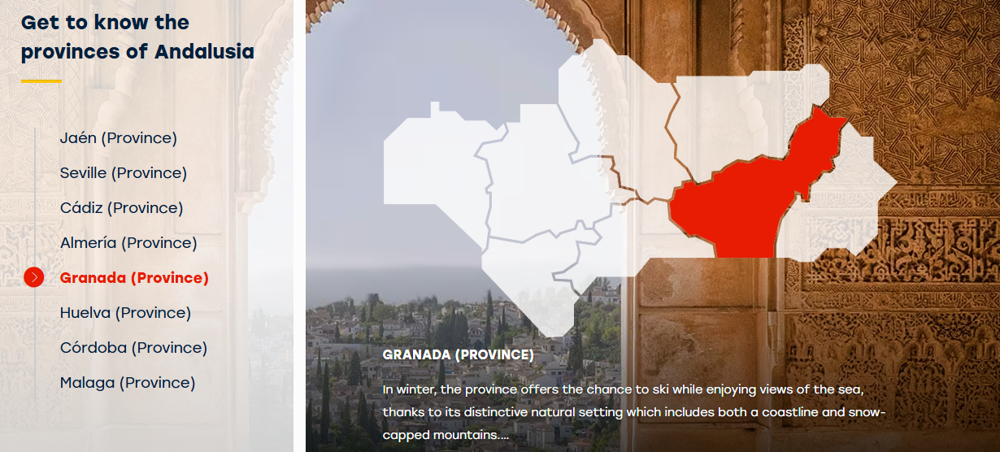 Get to know the
provinces of Andalusia
Jaén (Province)
Seville (Province)
Cádiz (Province)
Almería (Province)
Granada (Province)
Huelva (Province)
Córdoba (Province)
Malaga (Province)
GRANADA (PROVINCE)
In winter, the province offers the chance to ski while enjoying views of the sea,
thanks to its distinctive natural setting which includes both a coastline and snow-
capped mountains....